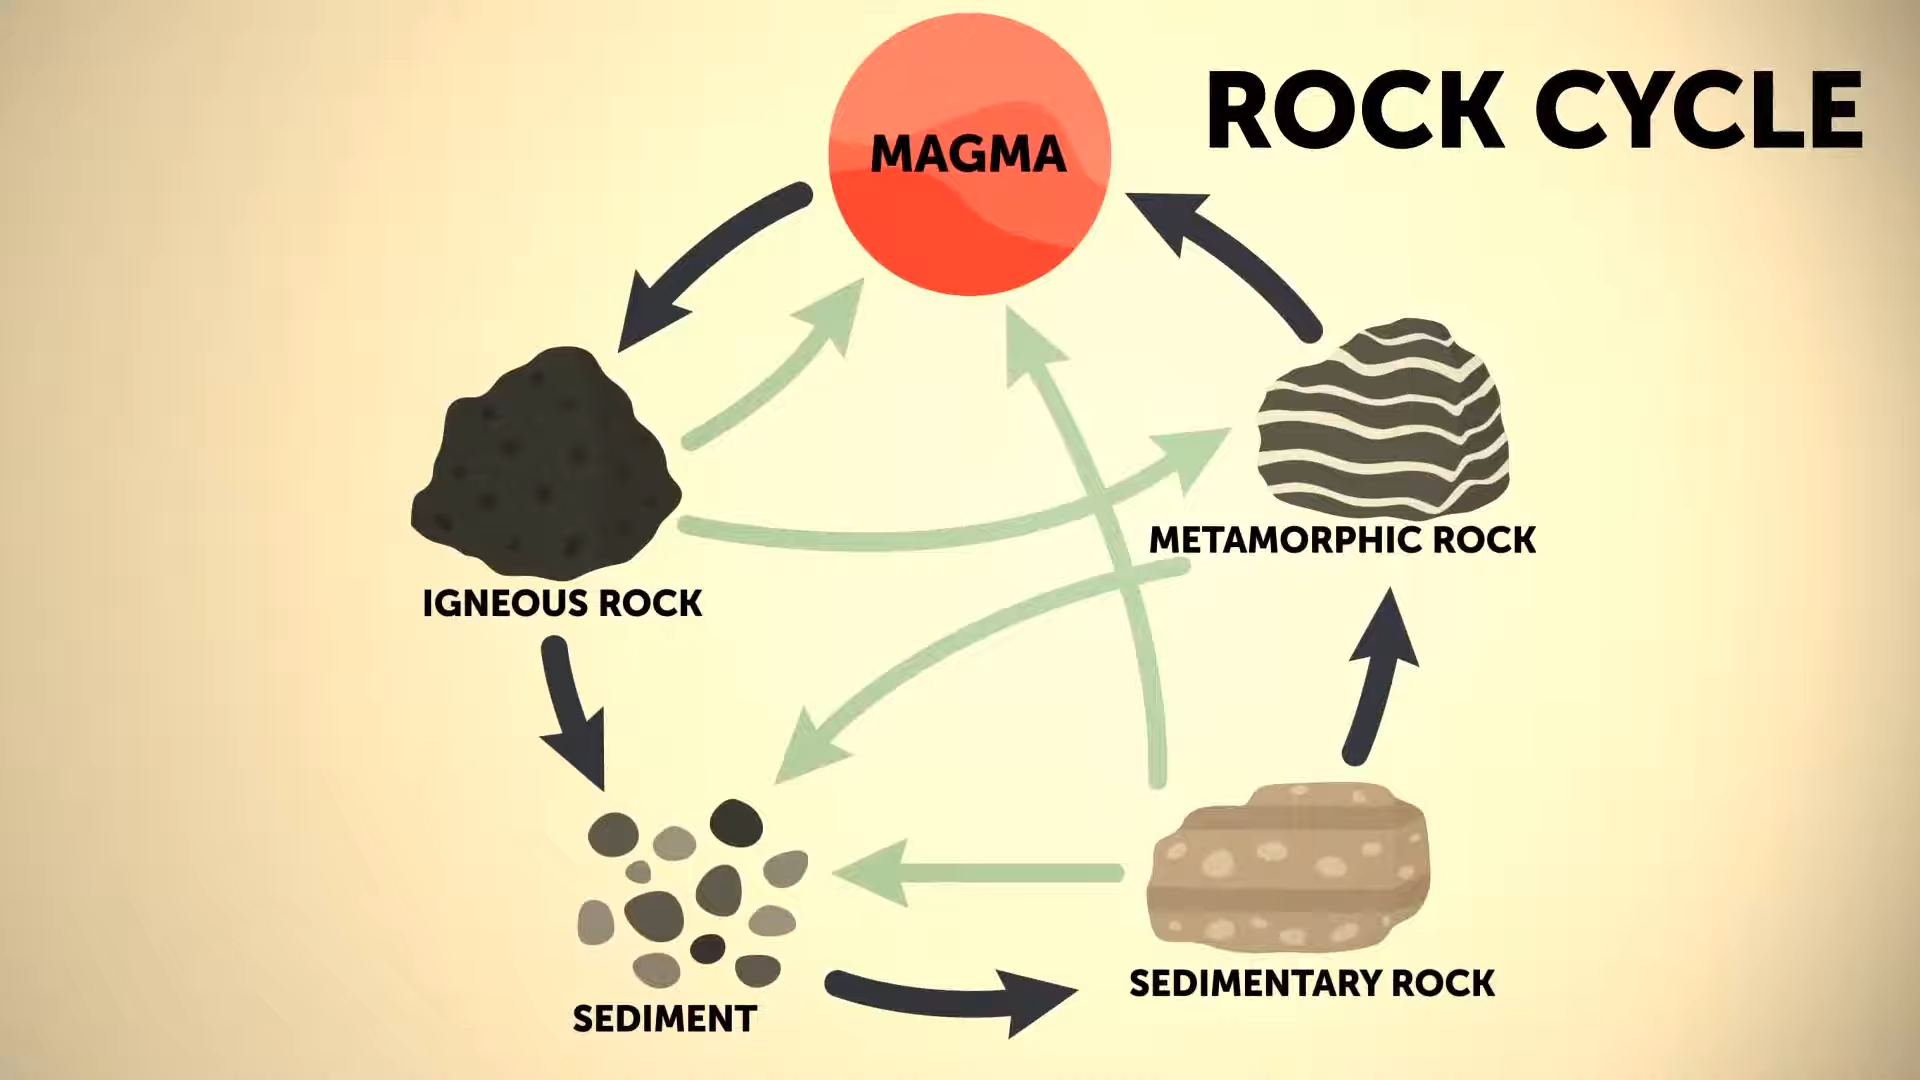 ROCK CYCLE
MAGMA
METAMORPHIC ROCK
IGNEOUS ROCK
SEDIMENTARY ROCK
SEDIMENT